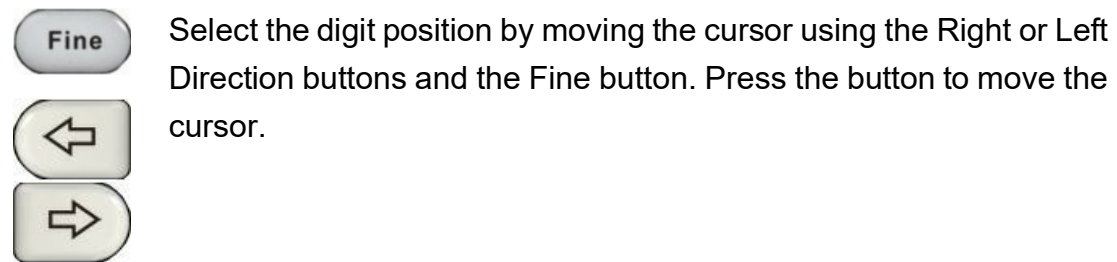 Fine
Select the digit position by moving the cursor using the Right or Left
Direction buttons and the Fine button. Press the button to move the
cursor.